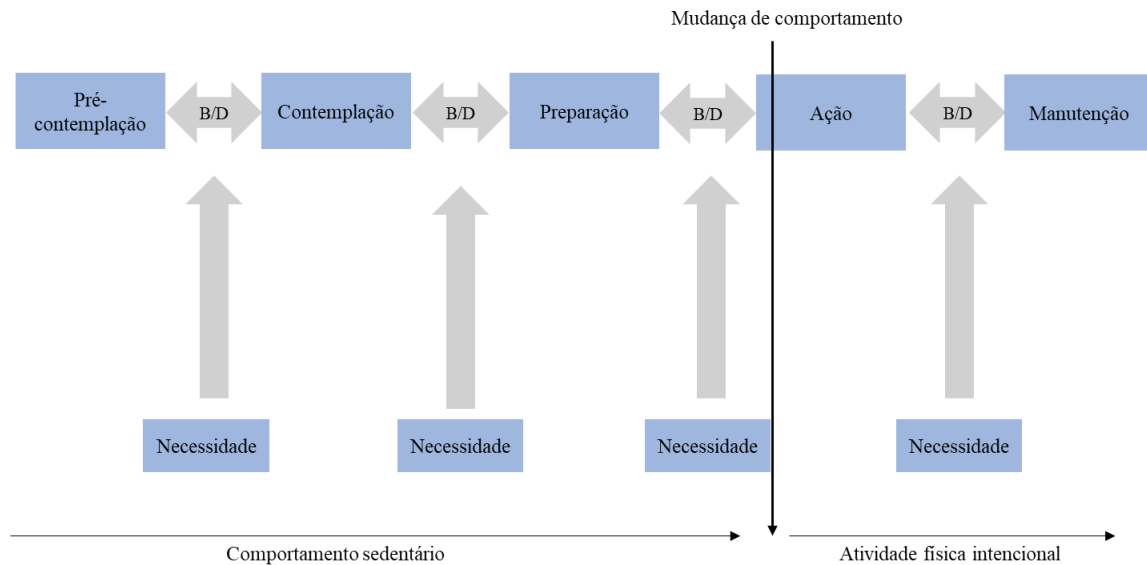 Mudança de comportamento
Pré-
contemplação
B/D
Contemplação
B/D
Preparação
B/D
Ação
B/D
Manutenção
Necessidade
Necessidade
Necessidade
Necessidade
Comportamento sedentário
Atividade física intencional